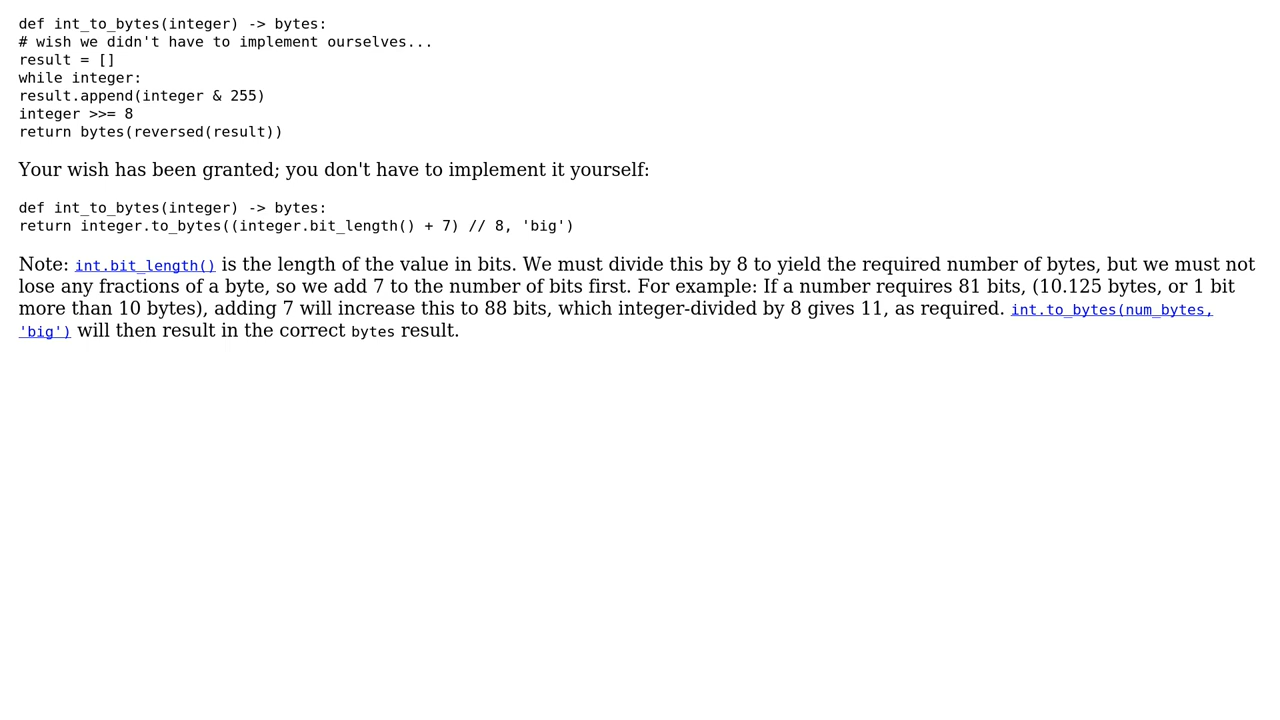 def int_to_bytes(integer) -> bytes:
# wish we didn't have to implement ourselves...
result = []
while integer:
result.append(integer & 255)
integer >>= 8
return bytes(reversed(result))
Your wish has been granted; you don't have to implement it yourself:
def int_to_bytes(integer) -> bytes:
return integer.to_bytes((integer.bit_length() + 7) // 8, 'big')
Note: int.bit_length() is the length of the value in bits. We must divide this by 8 to yield the required number of bytes, but we must not
lose any fractions of a byte, so we add 7 to the number of bits first. For example: If a number requires 81 bits, (10.125 bytes, or 1 bit
more than 10 bytes), adding 7 will increase this to 88 bits, which integer-divided by 8 gives 11, as required. int.to_bytes(num_bytes,
'big') will then result in the correct bytes result.